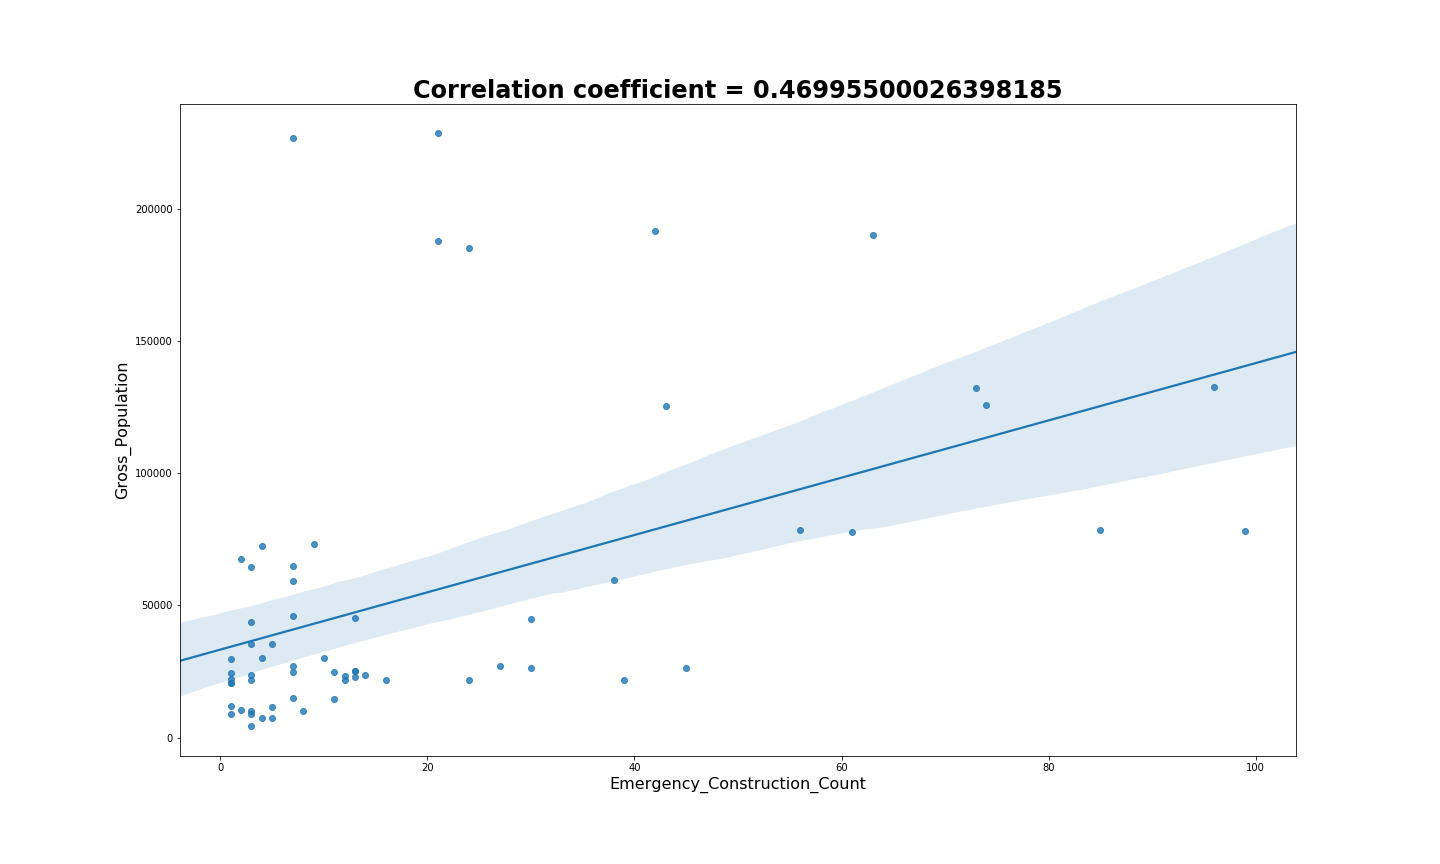 Correlation coefficient = 0.46995500026398185
200000
150000
100000
50000
0
Gross_Population
0 20 40 60 80 100
Emergency_Construction_Count